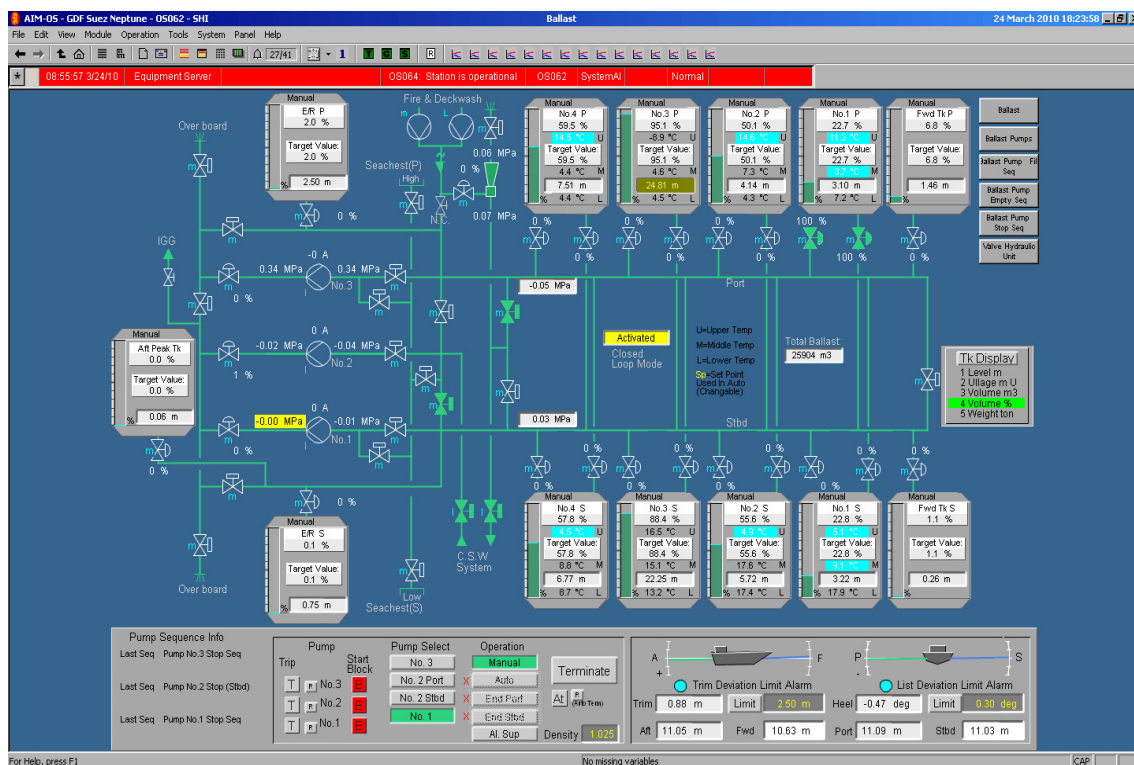 AIM-OS - GDF Suez Neptune - OS062 - SHI
Ballast
24 March 2010 18:23:58
File Edit View Module Operation Tools System Panel Help
27/41
1
T G S
R
* 08:55:57 3/24/10 Equipment Server OS064: Station is operational OS062 SystemAl Normal
Manual
E/R P
2.0 %
Target Value:
2.0 %
2.50 m
%
Over board
Fire & Deckwash
Seachest(P)
High
N.C.
0.06 MPa
0 %
0.07 MPa
Manual
No.4 P
59.5 %
14.5 °C U
Target Value:
59.5 %
4.4 °C M
7.51 m
% 4.4 °C L
Manual
No.3 P
95.1 %
-8.9 °C U
Target Value:
95.1 %
4.6 °C M
24.81 m
% 4.5 °C L
Manual
No.2 P
50.1 %
14.6 °C U
Target Value:
50.1 %
7.3 °C M
4.14 m
% 4.3 °C L
Manual
No.1 P
22.7 %
11.2 °C U
Target Value:
22.7 %
3.7 °C M
3.10 m
% 7.2 °C L
Manual
Fwd Tk P
6.8 %
Target Value:
6.8 %
1.46 m
%
Ballast
Ballast Pumps
Ballast Pump Fil
Seq
Ballast Pump
Empty Seq
Ballast Pump
Stop Seq
Valve Hydraulic
Unit
0 % 0 % 0 % 100 % 0 %
0 % 0 % 0 % 100 % 0 %
IGG
0 %
-0 A
0.34 MPa 0.34 MPa
No.3
0 %
-0.05 MPa
Port
0 A
-0.02 MPa -0.04 MPa
No.2
1 %
Activated
Closed
Loop Mode
U=Upper Temp
M=Middle Temp
L=Lower Temp
Sp=Set Point
Used In Auto
(Changable)
Total Ballast:
25904 m3
Tk Display
1 Level m
2 Ullage m U
3 Volume m3
4 Volume %
5 Weight ton
Manual
Aft Peak Tk
0.0 %
Target Value:
0.0 %
0.06 m
%
0 %
0 A
-0.00 MPa -0.01 MPa
No.1
0 %
0.03 MPa
Stbd
0 % 0 % 0 % 0 % 0 %
0 % 0 % 0 % 0 % 0 %
0 %
Manual
E/R S
0.1 %
Target Value:
0.1 %
0.75 m
%
Over board
C.S.W
System
Low
Seachest(S)
Manual
No.4 S
57.8 %
4.5 °C U
Target Value:
57.8 %
8.8 °C M
6.77 m
% 8.7 °C L
Manual
No.3 S
88.4 %
16.5 °C U
Target Value:
88.4 %
15.1 °C M
22.25 m
% 13.2 °C L
Manual
No.2 S
55.6 %
4.9 °C U
Target Value:
55.6 %
17.6 °C M
5.72 m
% 17.4 °C L
Manual
No.1 S
22.8 %
5.1 °C U
Target Value:
22.8 %
9.1 °C M
3.22 m
% 17.9 °C L
Manual
Fwd Tk S
1.1 %
Target Value:
1.1 %
0.26 m
%
Pump Sequence Info
Last Seq Pump No.3 Stop Seq
Last Seq Pump No.2 Stop (Stbd)
Last Seq Pump No.1 Stop Seq
Pump
Trip
Start
Block
T R No.3 B
T R No.2 B
T R No.1 B
Pump Select
No. 3
No. 2 Port
No. 2 Stbd
No. 1
Operation
Manual
X Auto
X End Port
X End Stbd
Al. Sup
Terminate
At R
Density 1.025
A F
+ -
P S
- +
Trim Deviation Limit Alarm
Trim 0.88 m Limit 2.50 m
Aft 11.05 m Fwd 10.63 m
List Deviation Limit Alarm
Heel -0.47 deg Limit 0.30 deg
Port 11.09 m Stbd 11.03 m
For Help, press F1
No missing variables
CAP